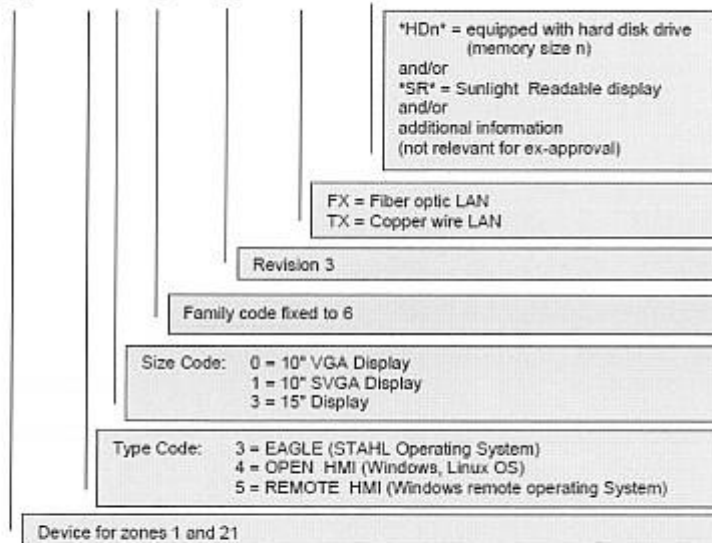 *HDn* = equipped with hard disk drive
(memory size n)
and/or
*SR* = Sunlight Readable display
and/or
additional information
(not relevant for ex-approval)
FX = Fiber optic LAN
TX = Copper wire LAN
Revision 3
Family code fixed to 6
Size Code: 0 = 10" VGA Display
1 = 10" SVGA Display
3 = 15" Display
Type Code: 3 = EAGLE (STAHL Operating System)
4 = OPEN HMI (Windows, Linux OS)
5 = REMOTE HMI (Windows remote operating System)
Device for zones 1 and 21